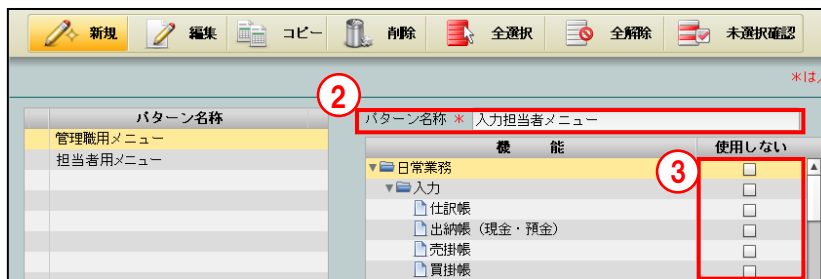 新規 編集 コピー 削除 全選択 全解除 未選択確認
＊は
②
パターン名称
管理職用メニュー
担当者用メニュー
パターン名称 ＊ 入力担当者メニュー
機 能 使用しない
③
日常業務
入力
仕訳帳
出納帳（現金・預金）
売掛帳
買掛帳